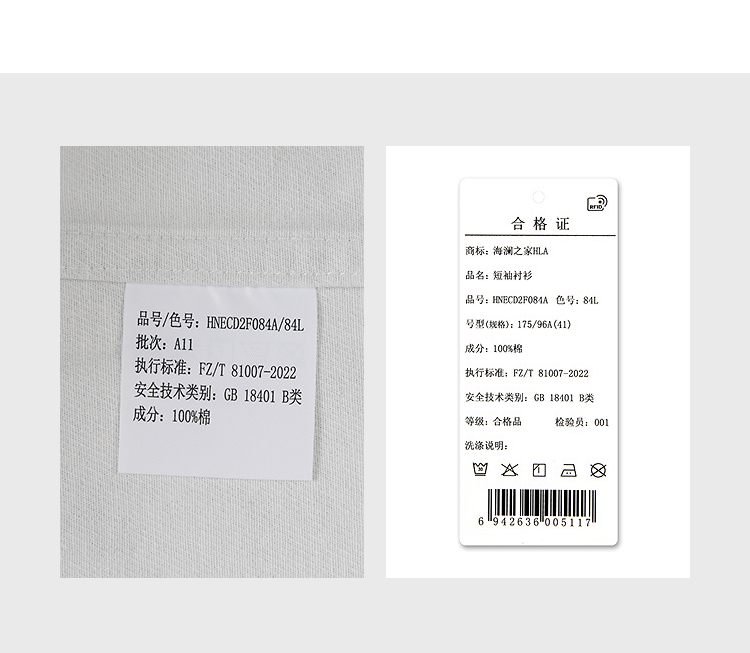 品号/色号: HNECD2F084A/84L
批次: A11
执行标准: FZ/T 81007-2022
安全技术类别: GB 18401 B类
成分: 100%棉
RFID
合格证
商标: 海澜之家HLA
品名: 短袖衬衫
品号: HNECD2F084A 色号: 84L
号型(规格): 175/96A(41)
成分: 100%棉
执行标准: FZ/T 81007-2022
安全技术类别: GB 18401 B类
等级: 合格品 检验员: 001
洗涤说明:
6 942636 005117